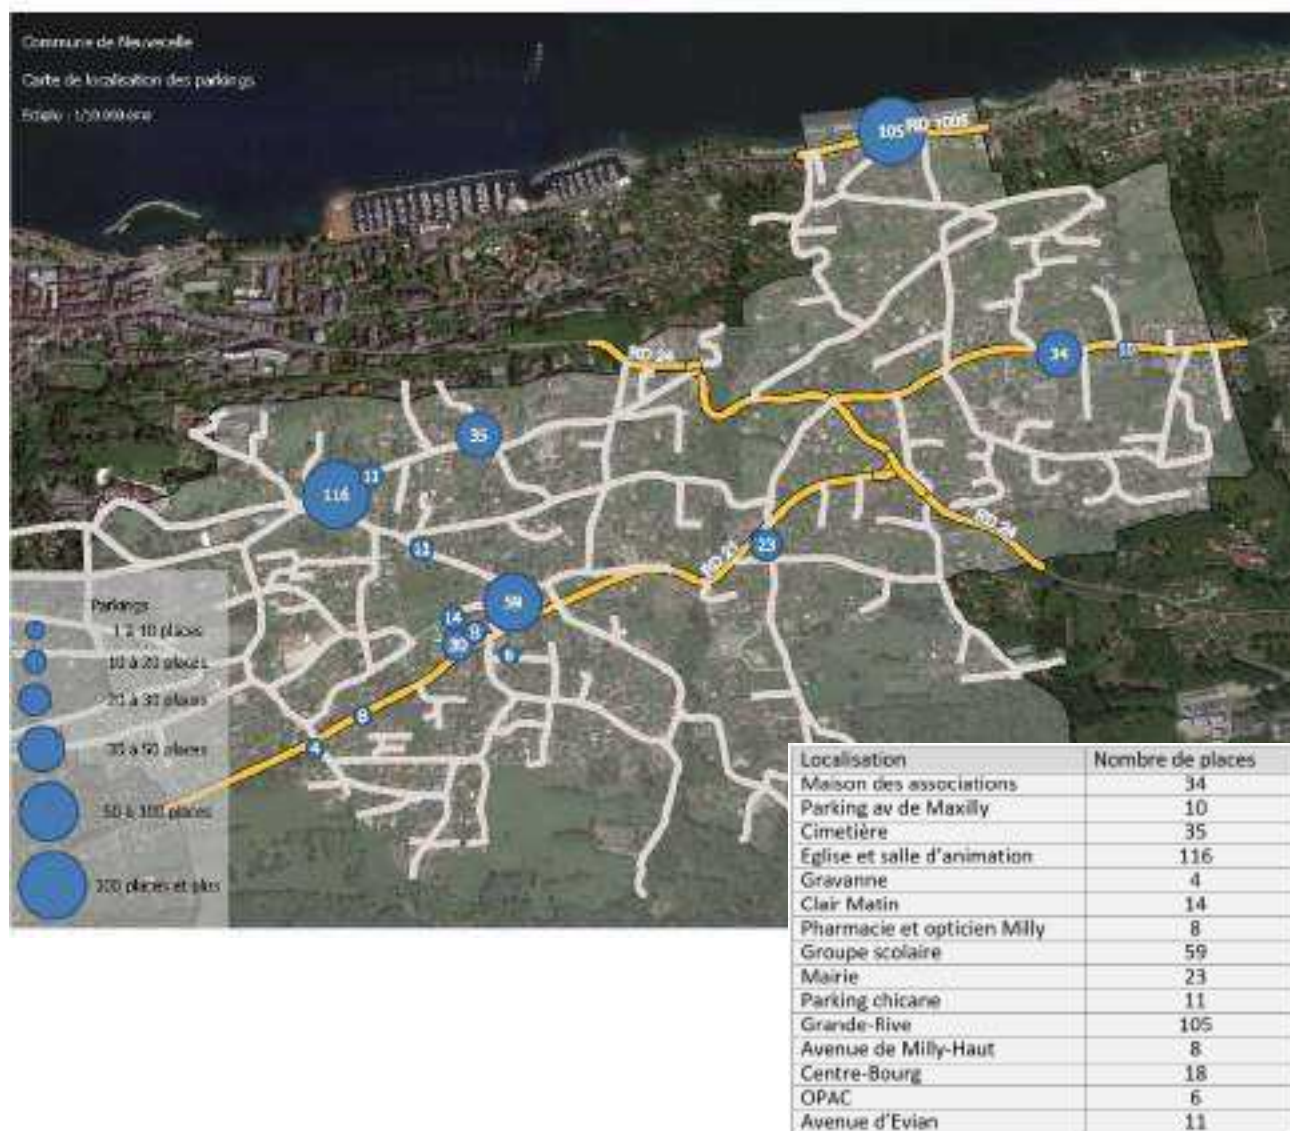 Commune de Neuvecelle
Carte de localisation des parkings
105
RD 1005
RD 24
34
10
35
11
116
11
23
RD 21
RD 24
59
14
8
30
6
8
4
Parkings
1 à 10 places
10 à 20 places
20 à 30 places
30 à 50 places
50 à 100 places
100 places et plus
Localisation Nombre de places
Maison des associations 34
Parking av de Maxilly 10
Cimetière 35
Eglise et salle d'animation 116
Gravanne 4
Clair Matin 14
Pharmacie et opticien Milly 8
Groupe scolaire 59
Mairie 23
Parking chicane 11
Grande-Rive 105
Avenue de Milly-Haut 8
Centre-Bourg 18
OPAC 6
Avenue d'Evian 11